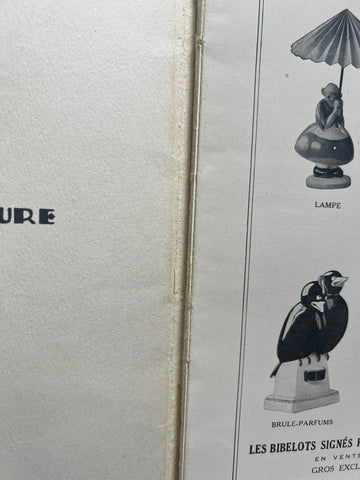 URE
LAMPE
BRULE-PARFUMS
LES BIBELOTS SIGNÉS
EN VENTE
GROS EXCL